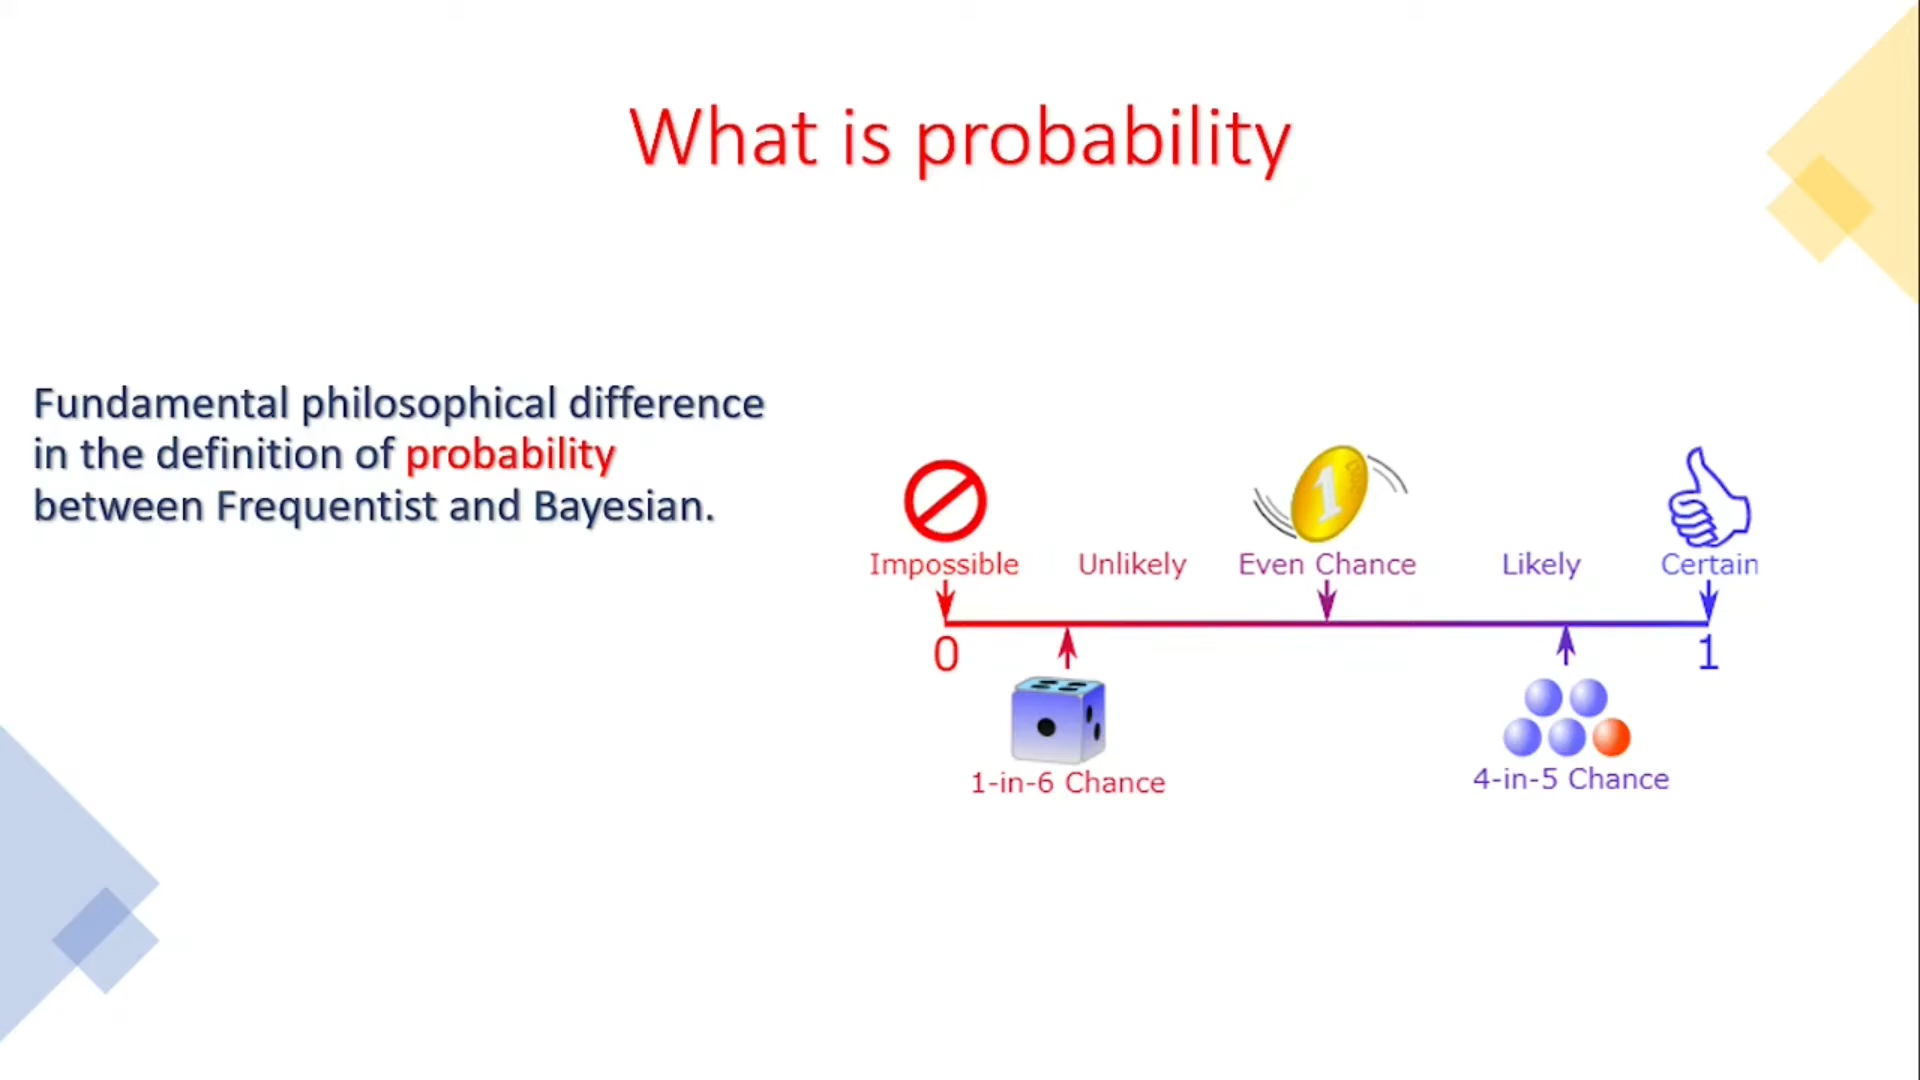 What is probability
Fundamental philosophical difference
in the definition of probability
between Frequentist and Bayesian.
Impossible
Unlikely
Even Chance
Likely
Certain
0
1
1
1-in-6 Chance
4-in-5 Chance